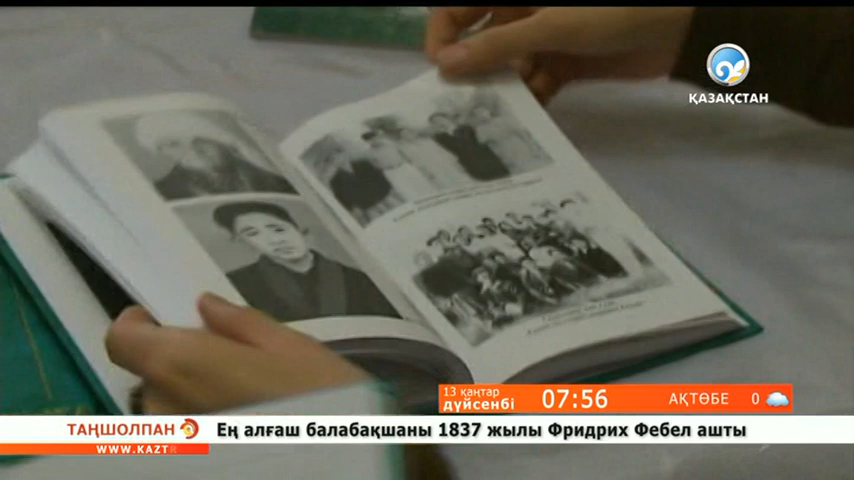 ҚАЗАҚСТАН
13 қаңтар
дүйсенбі
07:56
АҚТӨБЕ 0
ТАҢШОЛПАН
Ең алғаш балабақшаны 1837 жылы Фридрих Фебел ашты
WWW.KAZTR